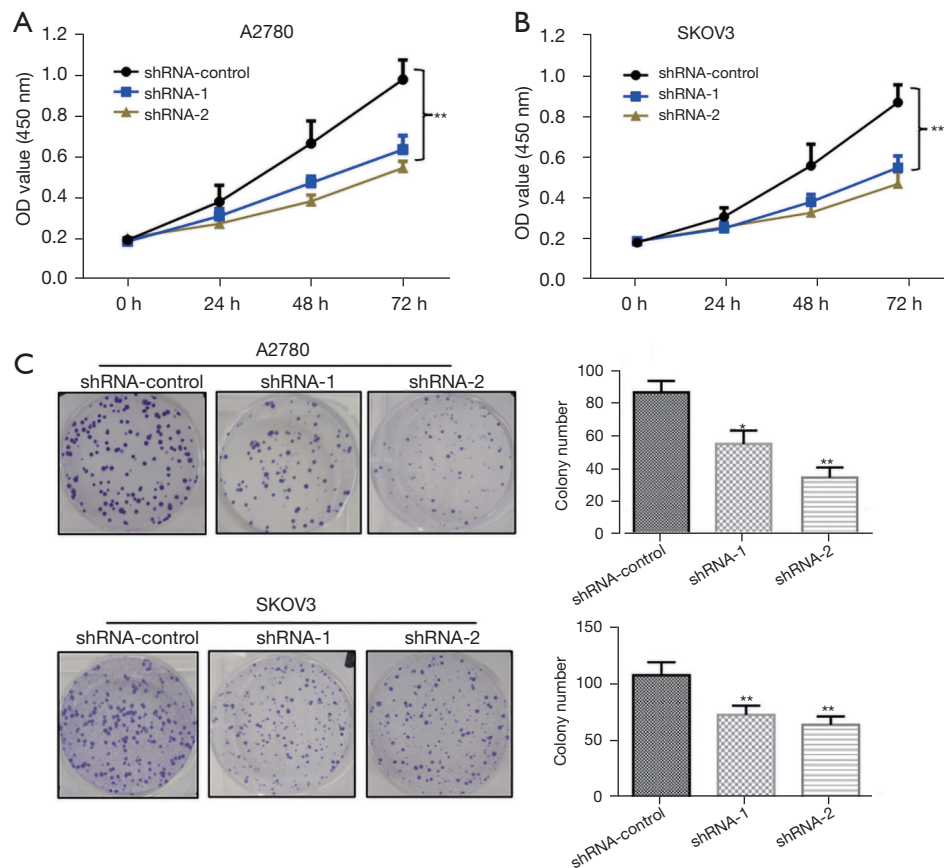 A
A2780
1.2
1.0
0.8
0.6
0.4
0.2
0.0
OD value (450 nm)
shRNA-control
shRNA-1
shRNA-2
**
0 h 24 h 48 h 72 h
B
SKOV3
1.2
1.0
0.8
0.6
0.4
0.2
0.0
OD value (450 nm)
shRNA-control
shRNA-1
shRNA-2
**
0 h 24 h 48 h 72 h
C
A2780
shRNA-control shRNA-1 shRNA-2
100
80
60
40
20
0
Colony number
*
**
shRNA-control shRNA-1 shRNA-2
SKOV3
shRNA-control shRNA-1 shRNA-2
150
100
50
0
Colony number
** **
shRNA-control shRNA-1 shRNA-2